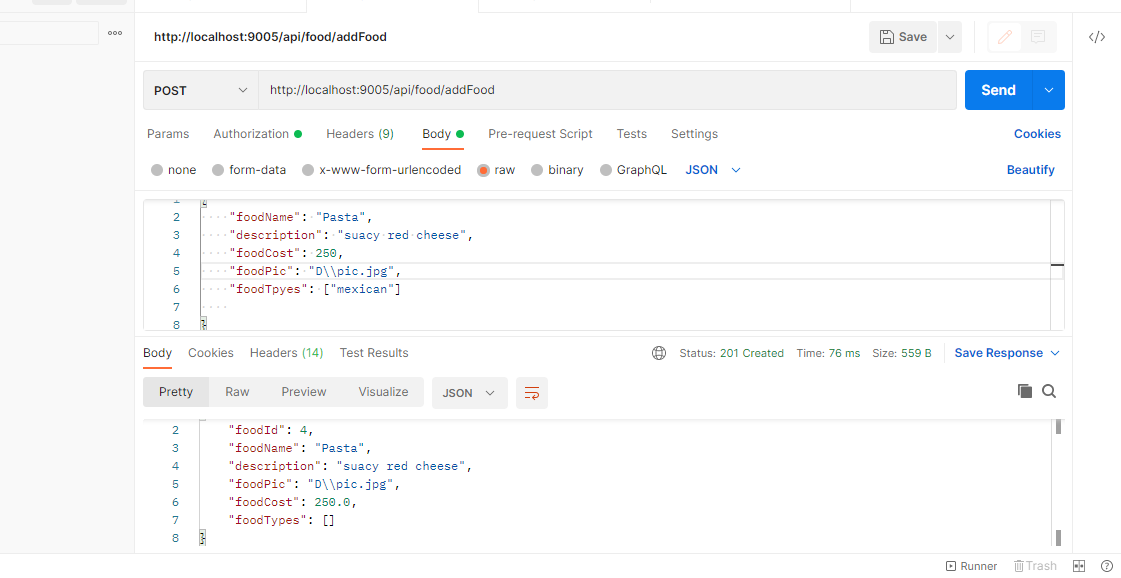 http://localhost:9005/api/food/addFood
Save
POST
http://localhost:9005/api/food/addFood
Send
Params Authorization Headers (9) Body Pre-request Script Tests Settings Cookies
none form-data x-www-form-urlencoded raw binary GraphQL JSON Beautify
1 {
2 "foodName": "Pasta",
3 "description": "suacy red cheese",
4 "foodCost": 250,
5 "foodPic": "D\\pic.jpg",
6 "foodTpyes": ["mexican"]
7
8 }
Body Cookies Headers (14) Test Results Status: 201 Created Time: 76 ms Size: 559 B Save Response
Pretty Raw Preview Visualize JSON
2 "foodId": 4,
3 "foodName": "Pasta",
4 "description": "suacy red cheese",
5 "foodPic": "D\\pic.jpg",
6 "foodCost": 250.0,
7 "foodTypes": []
8 }
Runner Trash